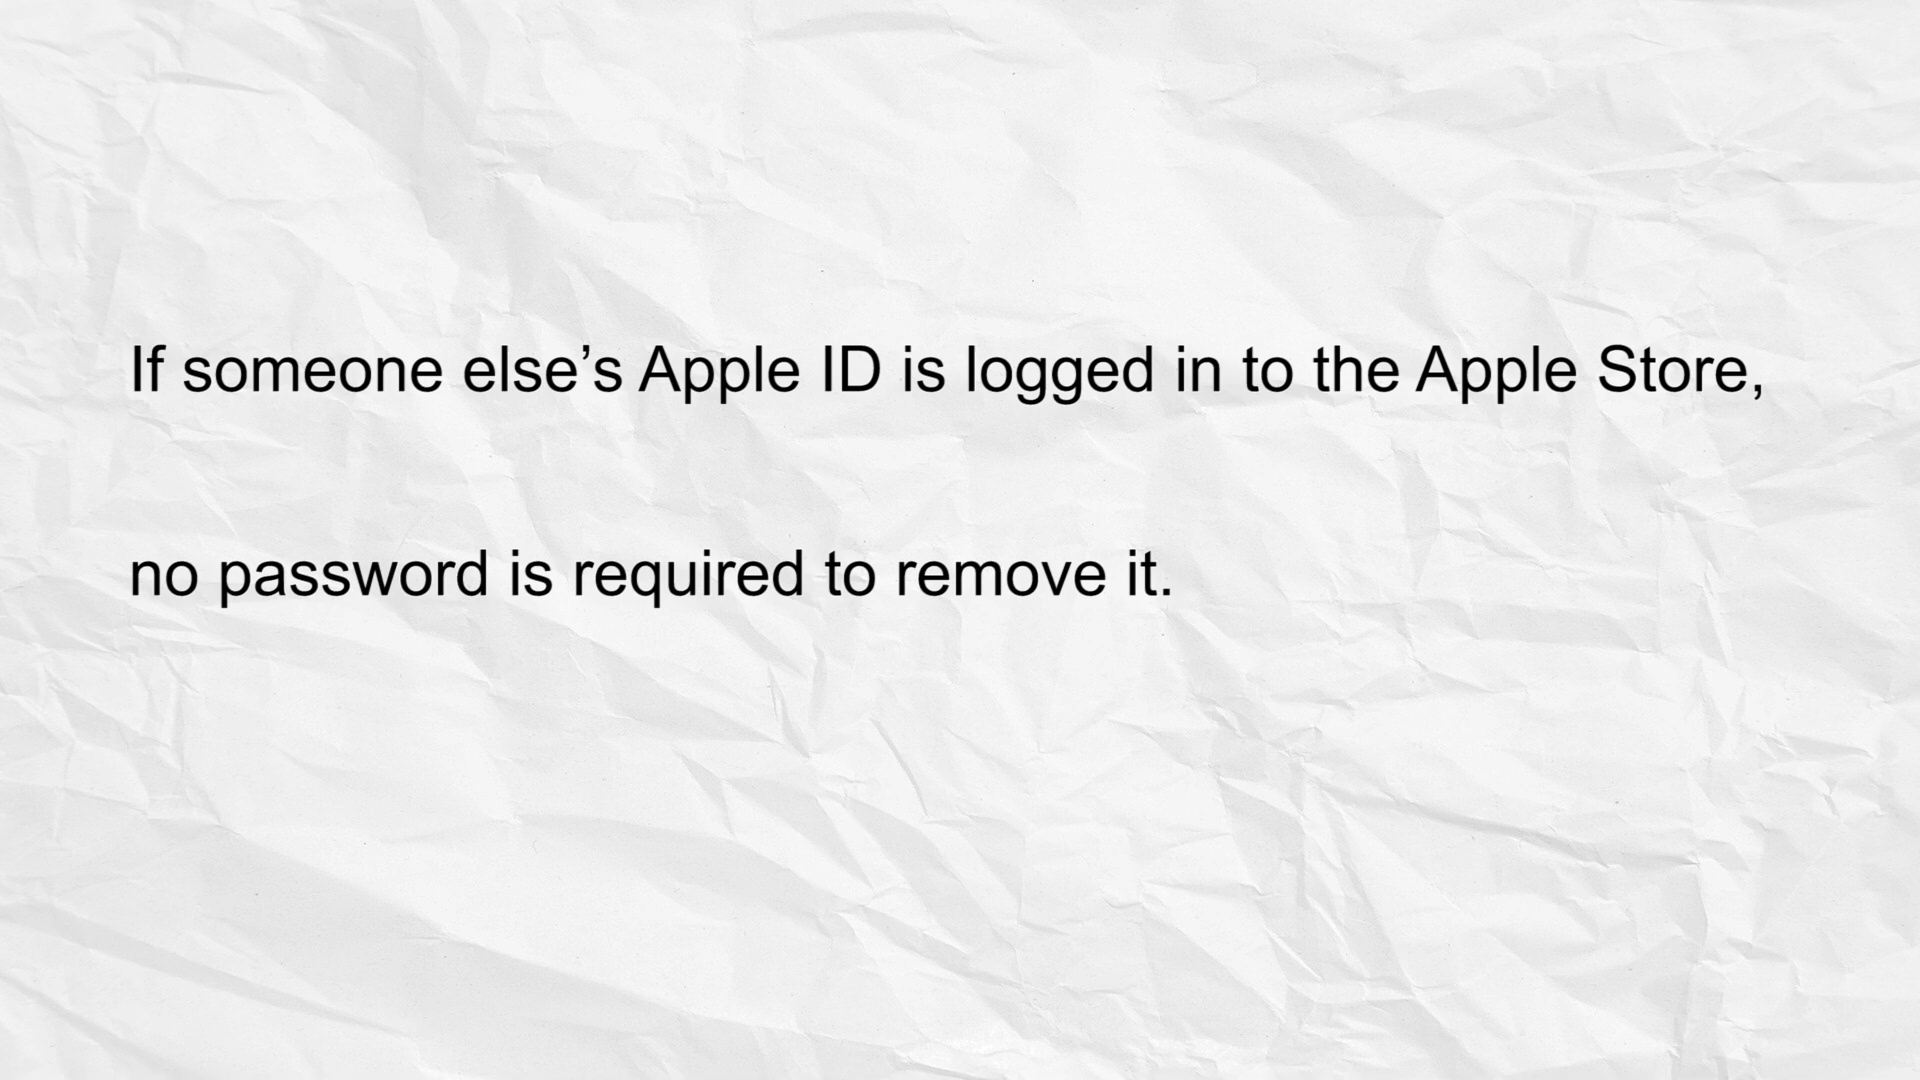 If someone else’s Apple ID is logged in to the Apple Store,
no password is required to remove it.